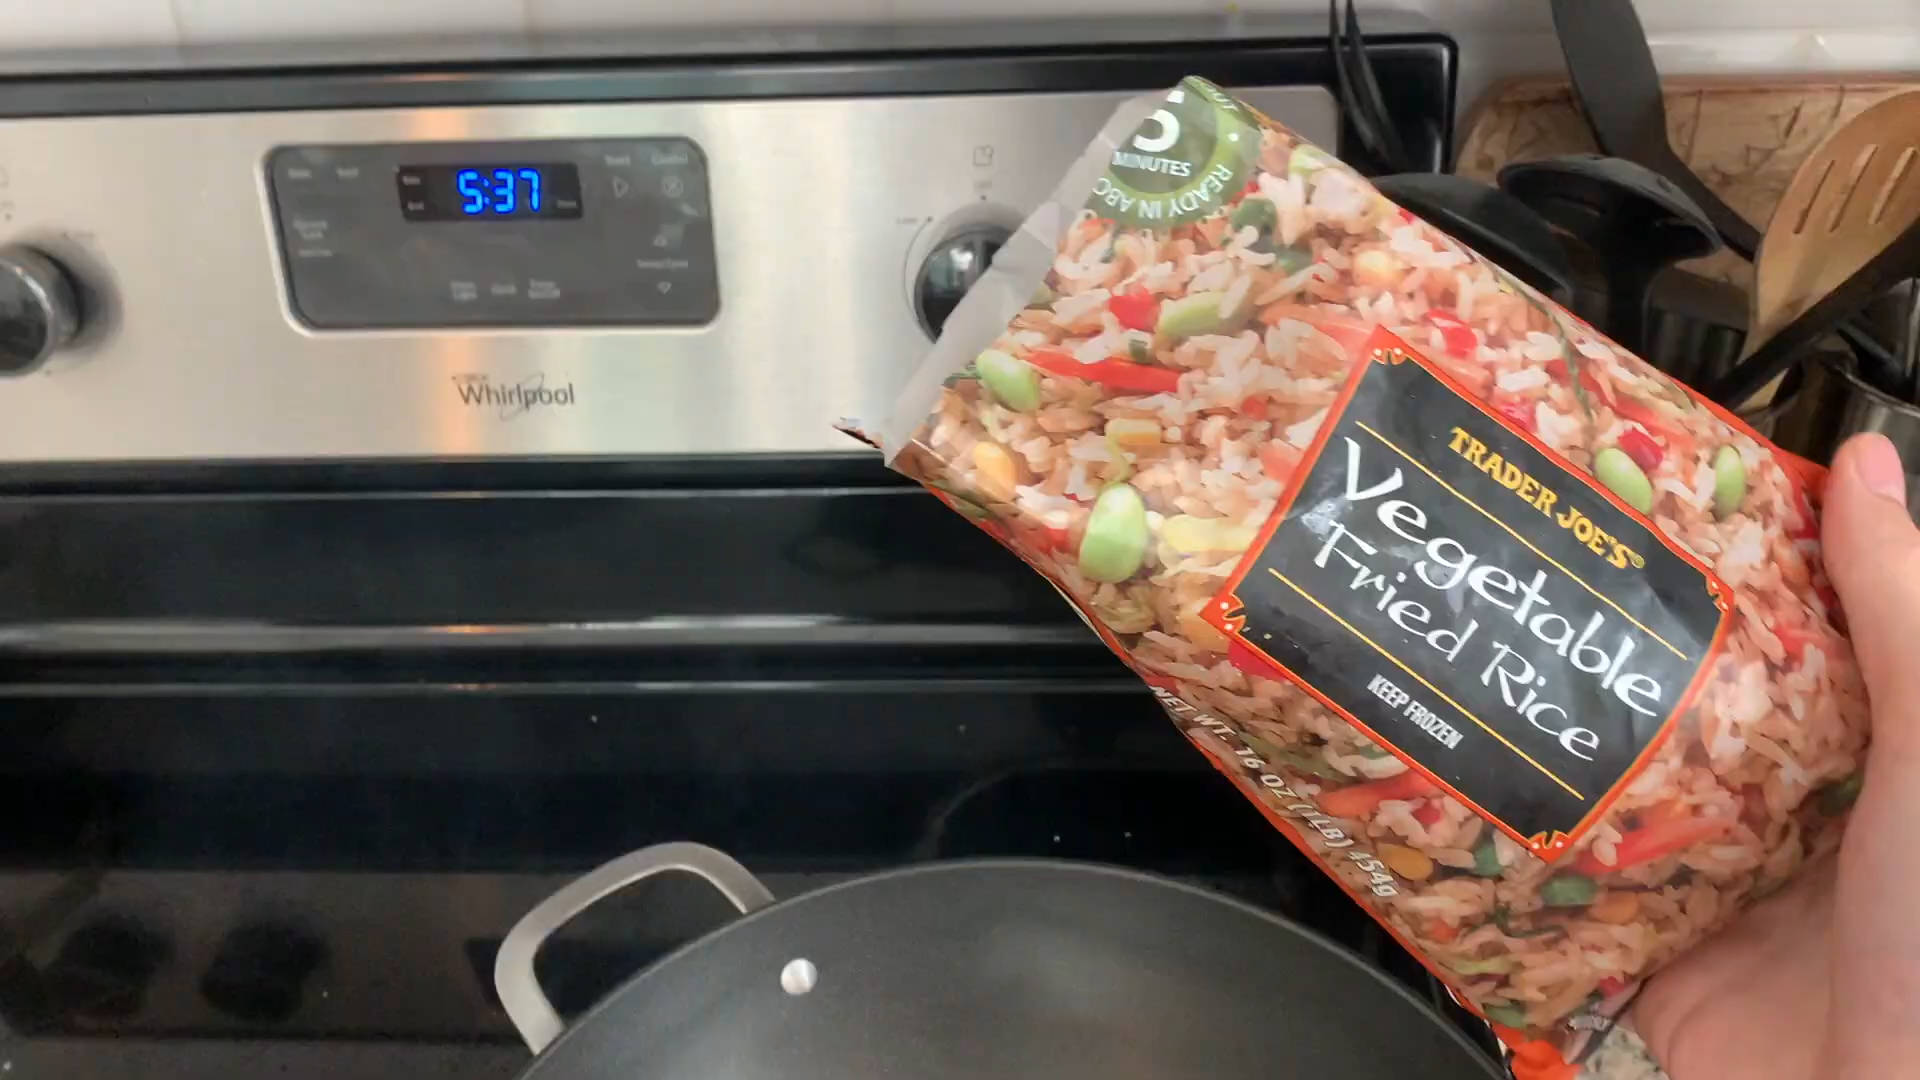 5:37
Whirlpool
5
MINUTES
READY IN ABO
TRADER JOE'S®
Vegetable
Fried Rice
KEEP FROZEN
NET WT. 16 OZ (1LB) 454g